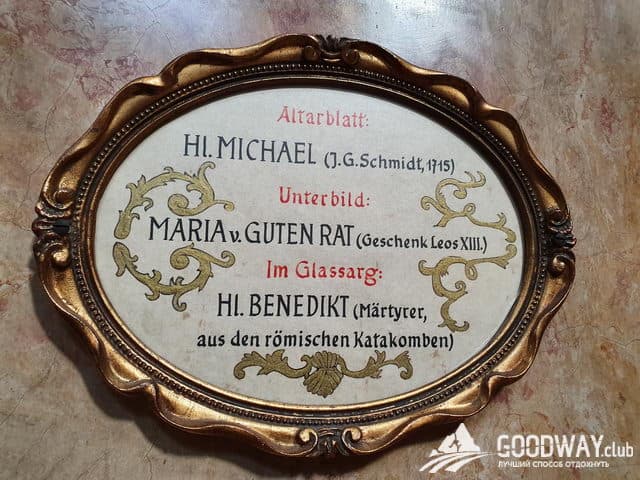 Altarblatt:
Hl. MICHAEL (J.G.Schmidt, 1715)
Unterbild:
MARIA v. GUTEN RAT (Geschenk Leos XIII.)
Im Glassarg:
Hl. BENEDIKT (Märtyrer,
aus den römischen Katakomben)
GOODWAY.club
ЛУЧШИЙ СПОСОБ ОТДОХНУТЬ